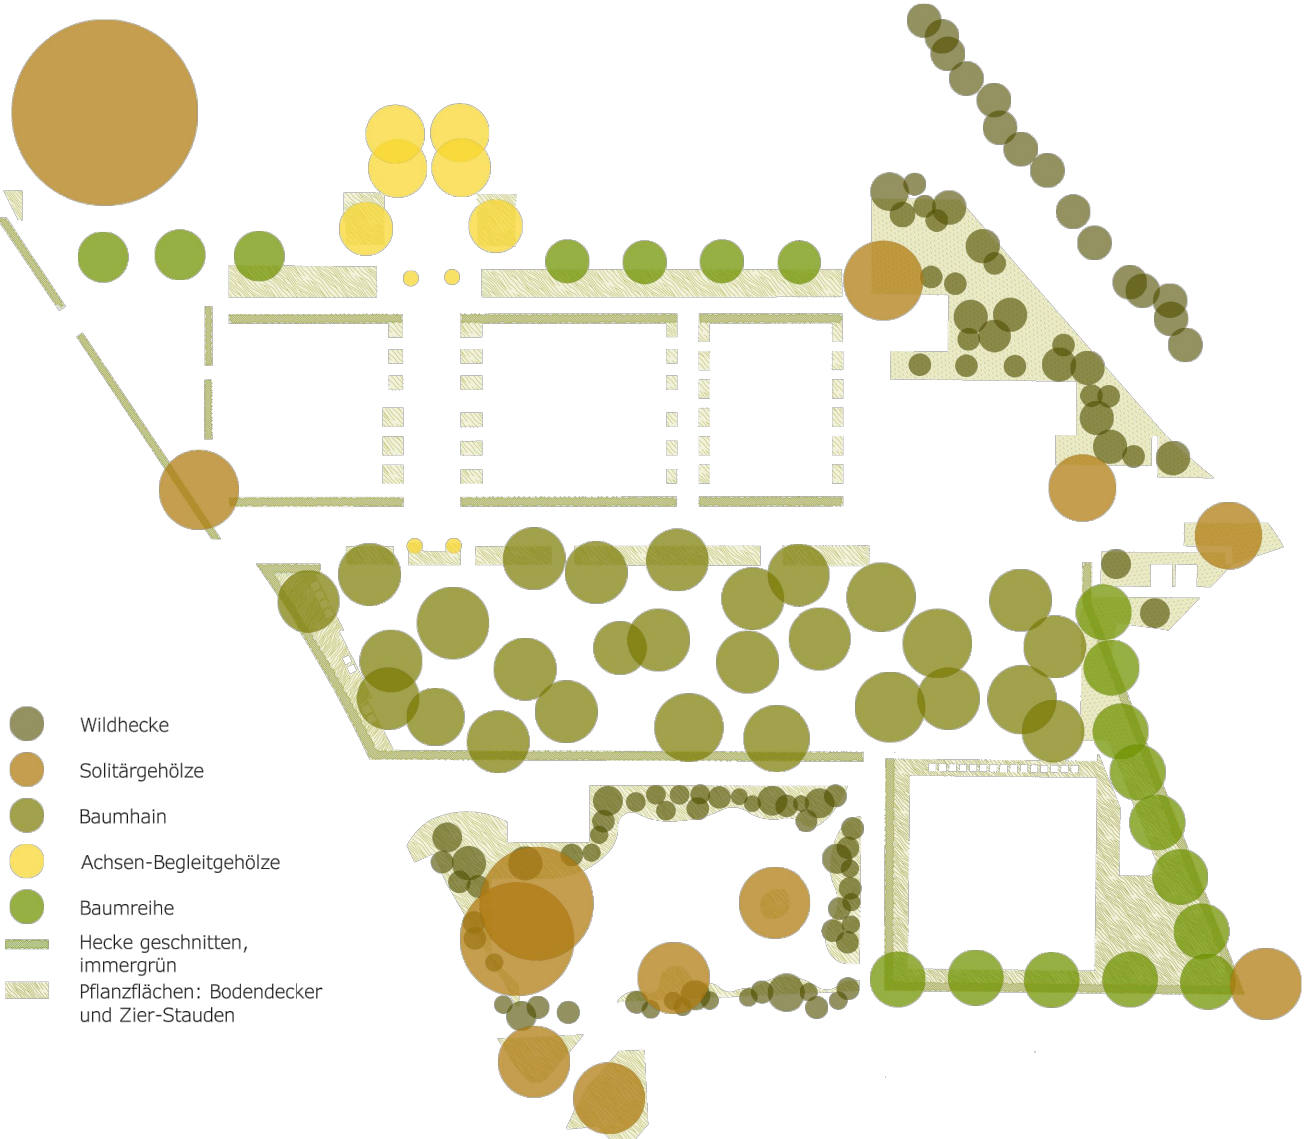 Wildhecke
Solitärgehölze
Baumhain
Achsen-Begleitgehölze
Baumreihe
Hecke geschnitten,
immergrün
Pflanzflächen: Bodendecker
und Zier-Stauden